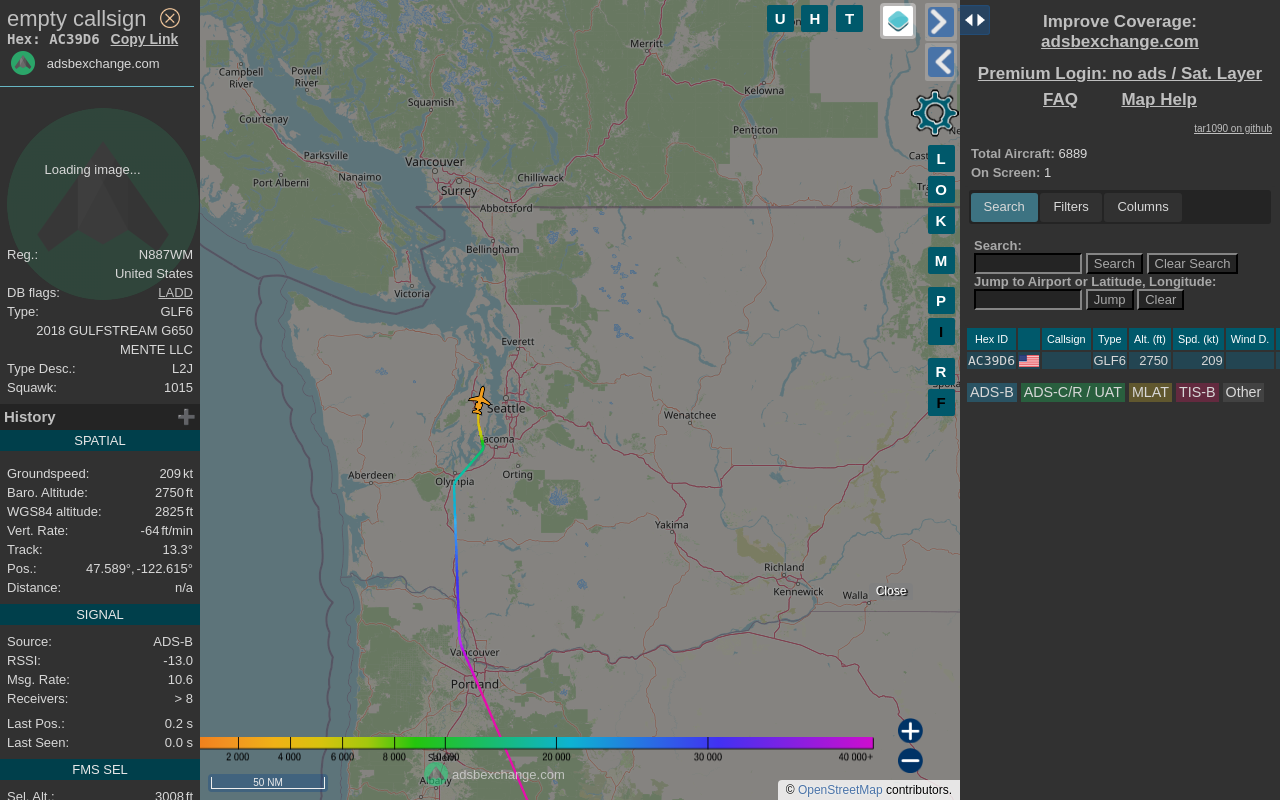 empty callsign
Hex: AC39D6 Copy Link
adsbexchange.com
Loading image...
Reg.: N887WM
United States
DB flags: LADD
Type: GLF6
2018 GULFSTREAM G650
MENTE LLC
Type Desc.: L2J
Squawk: 1015
History
SPATIAL
Groundspeed: 209 kt
Baro. Altitude: 2750 ft
WGS84 altitude: 2825 ft
Vert. Rate: -64 ft/min
Track: 13.3°
Pos.: 47.589°, -122.615°
Distance: n/a
SIGNAL
Source: ADS-B
RSSI: -13.0
Msg. Rate: 10.6
Receivers: > 8
Last Pos.: 0.2 s
Last Seen: 0.0 s
FMS SEL
Sel. Alt.: 3008 ft
U H T
L
O
K
M
P
I
R
F
Merritt
Campbell
River
Powell
River
Kelowna
Squamish
Courtenay
Penticton
Parksville
Vancouver
Port Alberni
Nanaimo
Chilliwack
Surrey
Abbotsford
Bellingham
Victoria
Everett
Seattle
Wenatchee
acoma
Aberdeen
Orting
Olympia
Yakima
Richland
Kennewick
Walla
Close
Vancouver
Portland
Salem
Albany
2 000 4 000 6 000 8 000 10 000 20 000 30 000 40 000+
adsbexchange.com
50 NM
© OpenStreetMap contributors.
Improve Coverage:
adsbexchange.com
Premium Login: no ads / Sat. Layer
FAQ Map Help
tar1090 on github
Total Aircraft: 6889
On Screen: 1
Search Filters Columns
Search:
Search Clear Search
Jump to Airport or Latitude, Longitude:
Jump Clear
Hex ID Callsign Type Alt. (ft) Spd. (kt) Wind D.
AC39D6 GLF6 2750 209
ADS-B ADS-C/R / UAT MLAT TIS-B Other